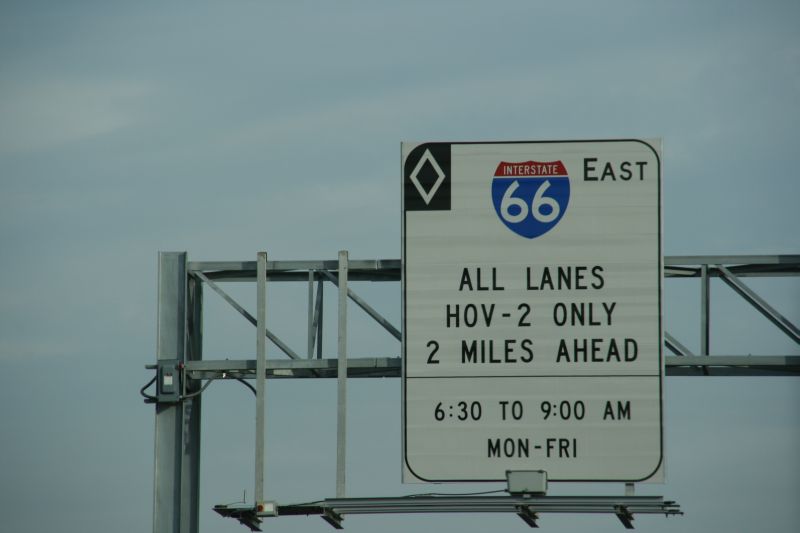 INTERSTATE
66
EAST
ALL LANES
HOV-2 ONLY
2 MILES AHEAD
6:30 TO 9:00 AM
MON-FRI